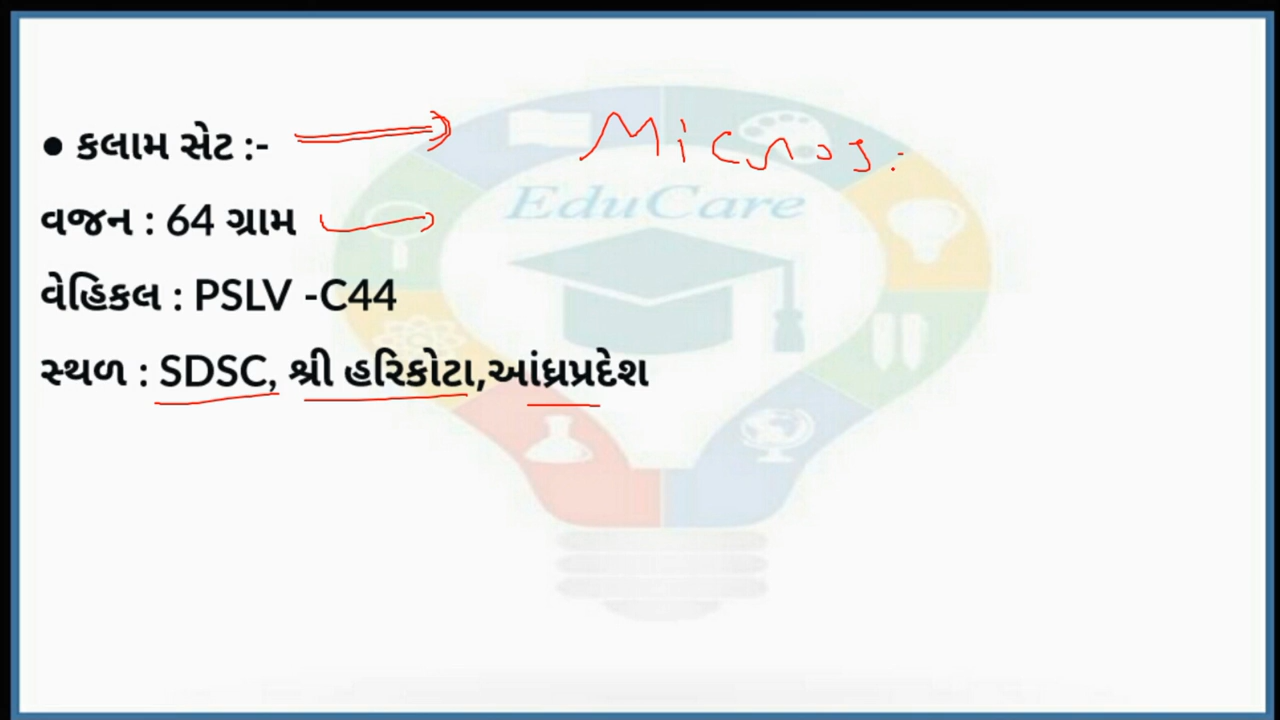 ● કલામ સેટ :-
વજન : 64 ગ્રામ
વેહિકલ : PSLV -C44
સ્થળ : SDSC, શ્રી હરિકોટા,આંધ્રપ્રદેશ
EduCare